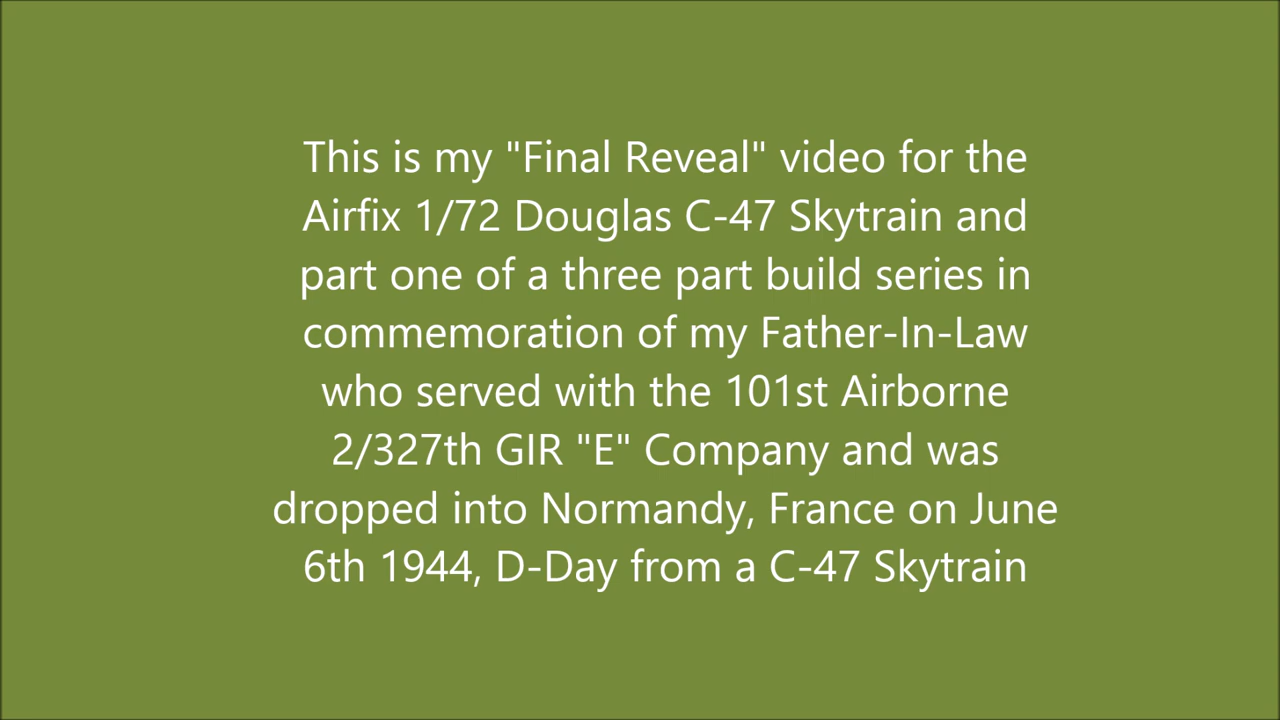 This is my "Final Reveal" video for the
Airfix 1/72 Douglas C-47 Skytrain and
part one of a three part build series in
commemoration of my Father-In-Law
who served with the 101st Airborne
2/327th GIR "E" Company and was
dropped into Normandy, France on June
6th 1944, D-Day from a C-47 Skytrain